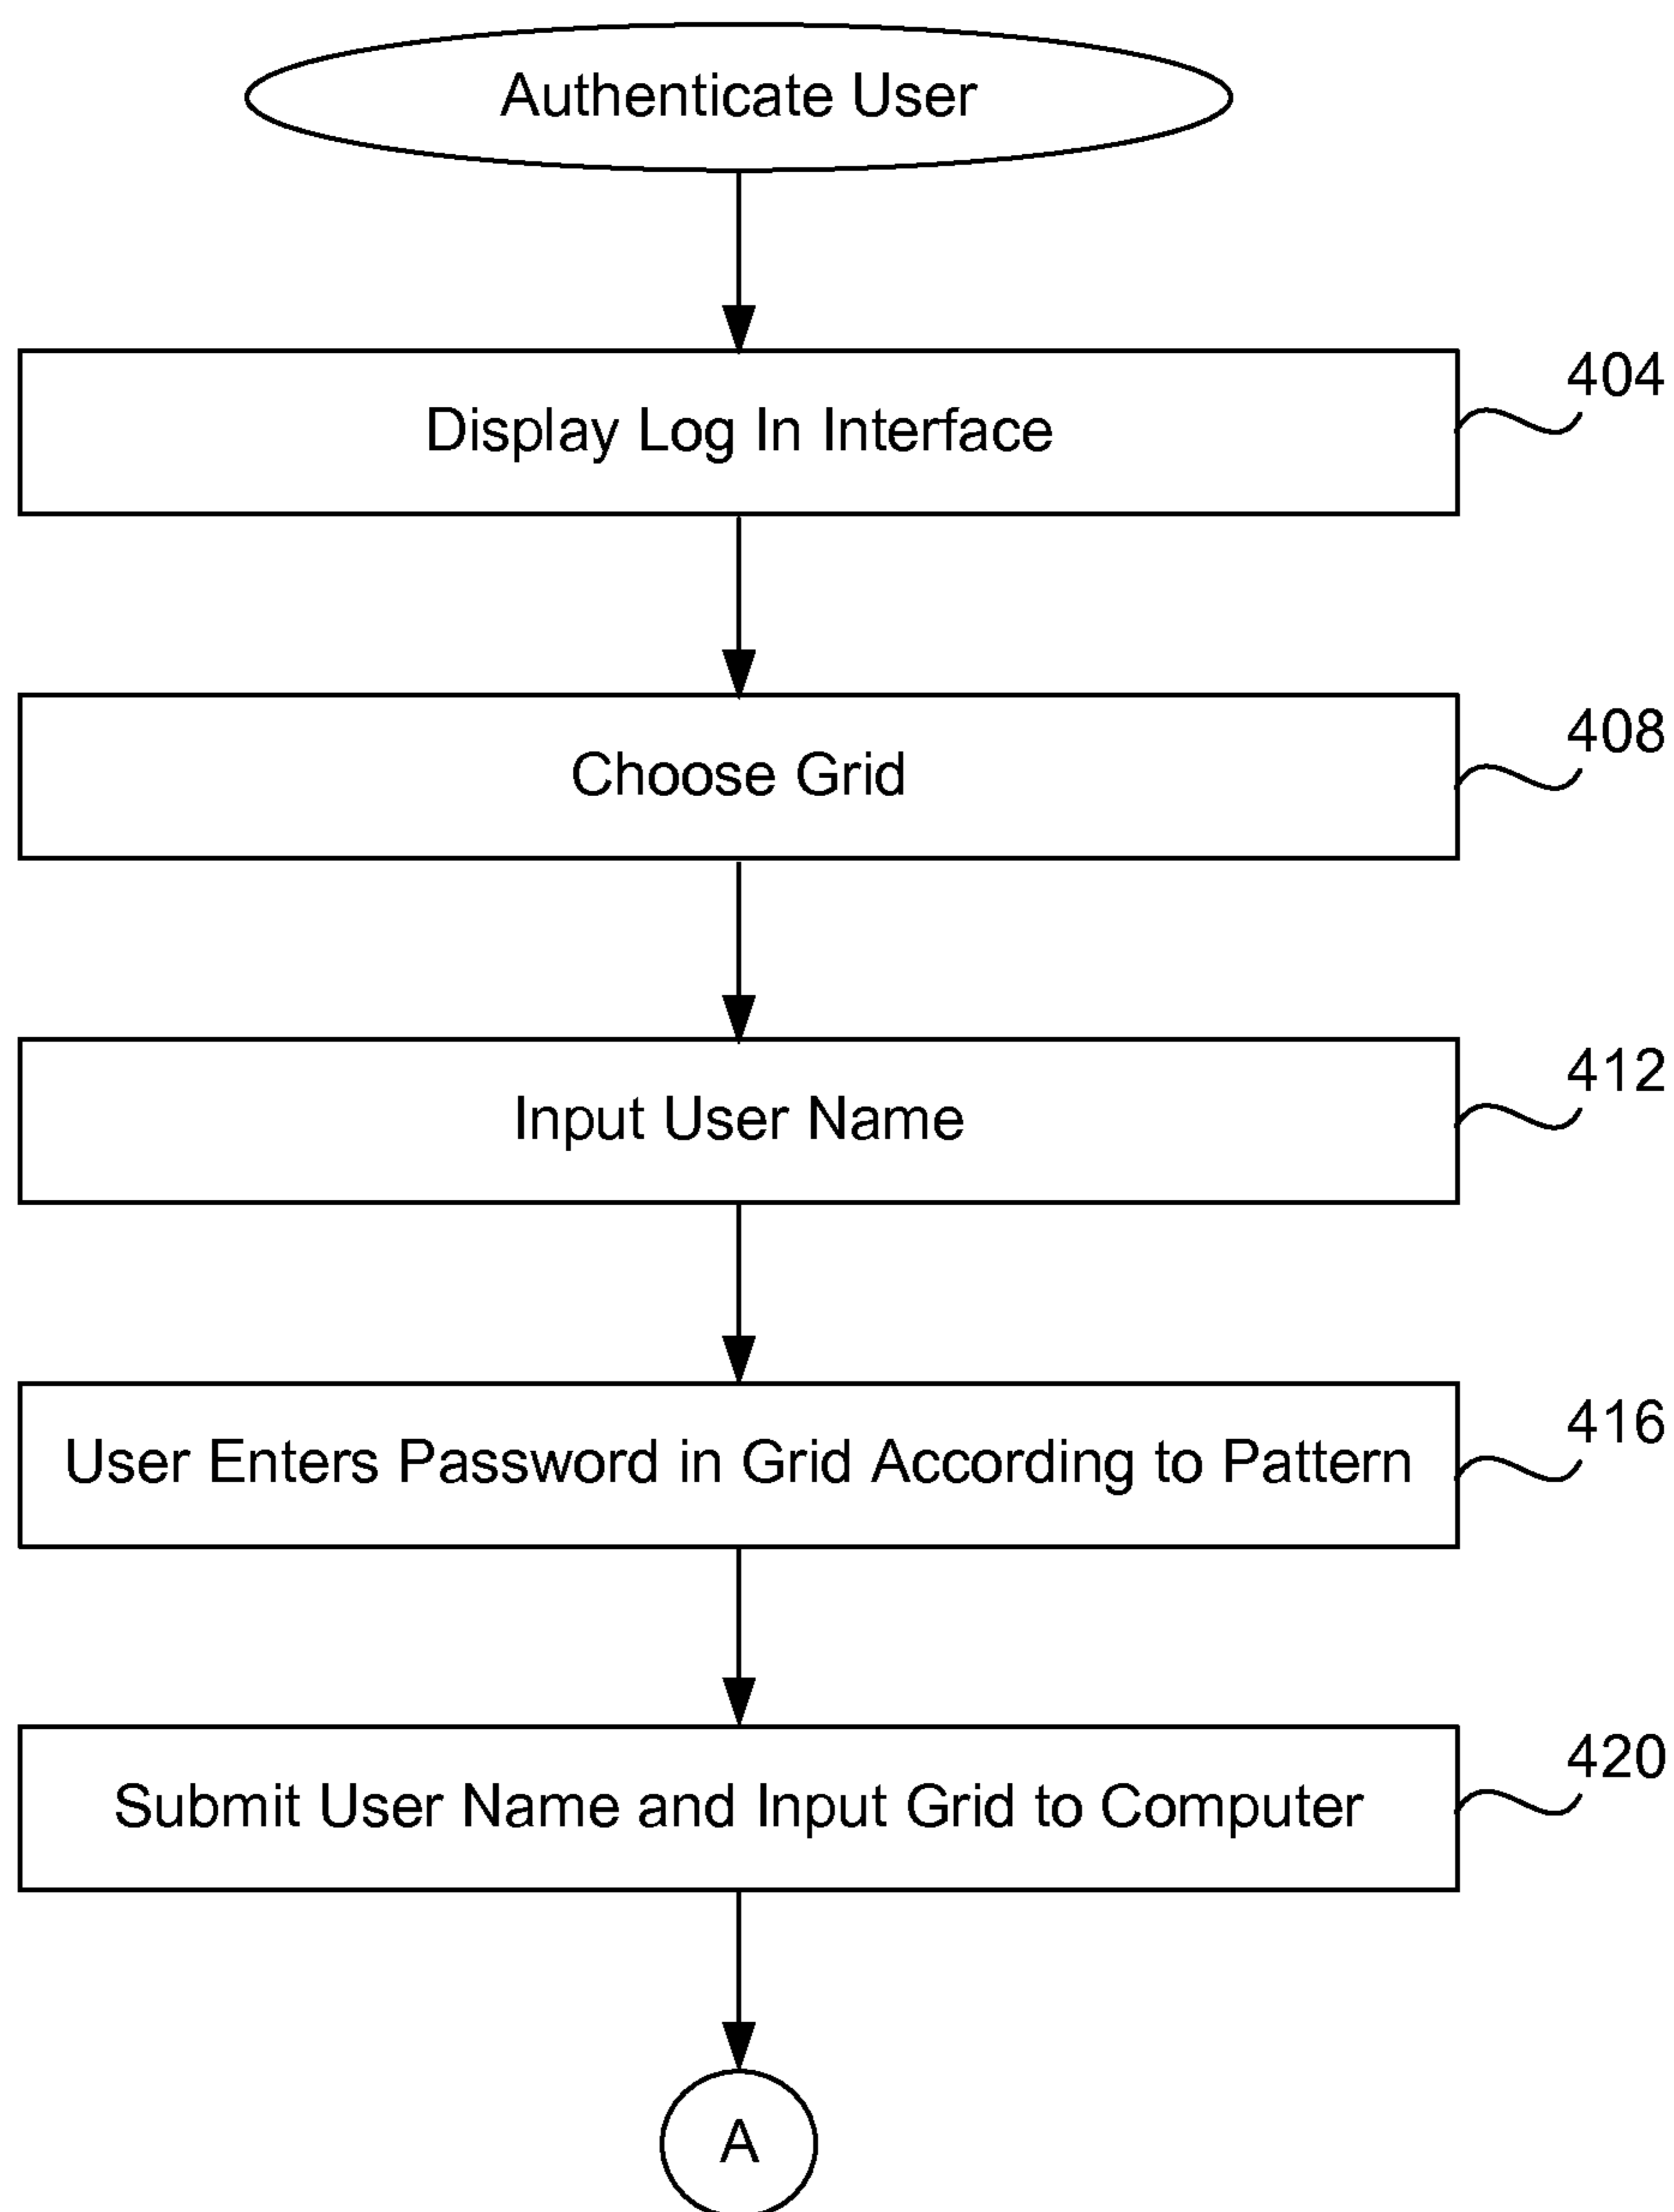 Authenticate User
404
Display Log In Interface
408
Choose Grid
412
Input User Name
416
User Enters Password in Grid According to Pattern
420
Submit User Name and Input Grid to Computer
A